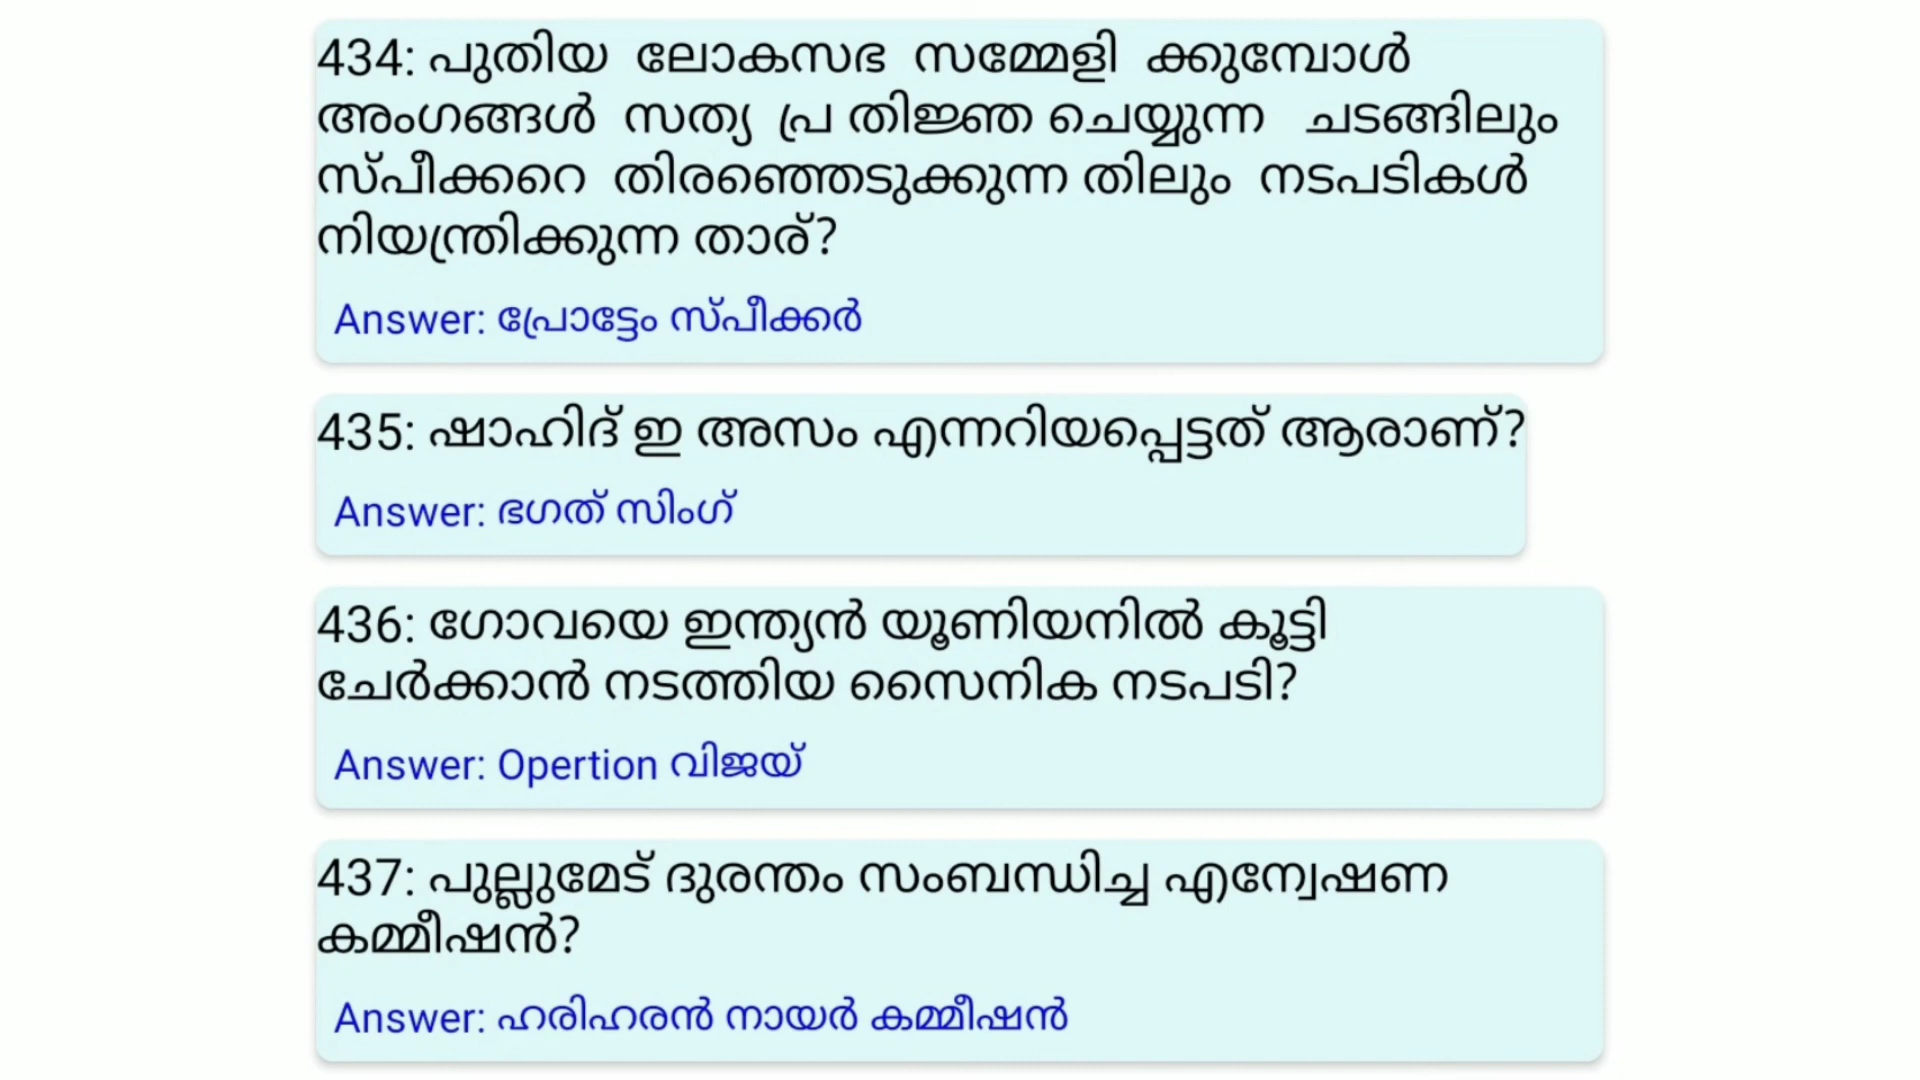 434: പുതിയ ലോകസഭ സമ്മേളി ക്കുമ്പോൾ
അംഗങ്ങൾ സത്യ പ്ര തിജ്ഞ ചെയ്യുന്ന ചടങ്ങിലും
സ്പീക്കറെ തിരഞ്ഞെടുക്കുന്ന തിലും നടപടികൾ
നിയന്ത്രിക്കുന്ന താര്?
Answer: പ്രോട്ടേം സ്പീക്കർ
435: ഷാഹിദ് ഇ അസം എന്നറിയപ്പെട്ടത് ആരാണ്?
Answer: ഭഗത് സിംഗ്
436: ഗോവയെ ഇന്ത്യൻ യൂണിയനിൽ കൂട്ടി
ചേർക്കാൻ നടത്തിയ സൈനിക നടപടി?
Answer: Opertion വിജയ്
437: പുല്ലുമേട് ദുരന്തം സംബന്ധിച്ച എന്വേഷണ
കമ്മീഷൻ?
Answer: ഹരിഹരൻ നായർ കമ്മീഷൻ